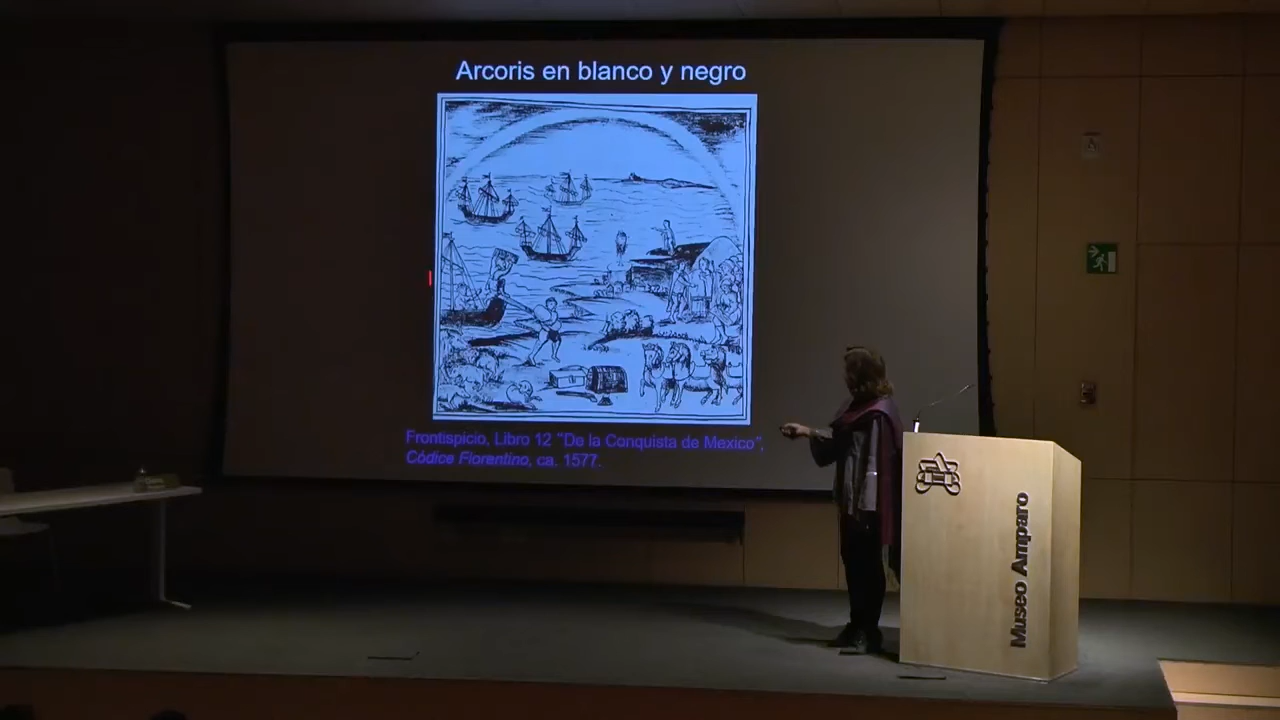 Arcoris en blanco y negro
Frontispicio, Libro 12 "De la Conquista de Mexico",
Códice Florentino, ca. 1577.
Museo Amparo